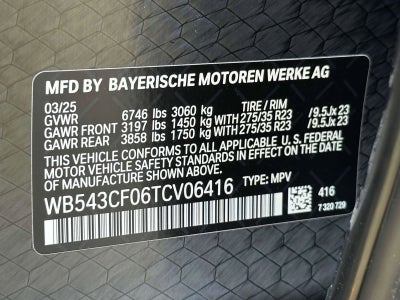 MFD BY BAYERISCHE MOTOREN WERKE AG
03/25 TIRE / RIM
GVWR 6746 lbs 3060 kg
GAWR FRONT 3197 lbs 1450 kg WITH 275/35 R23 /9.5Jx 23
GAWR REAR 3858 lbs 1750 kg WITH 275/35 R23 /9.5Jx 23
THIS VEHICLE CONFORMS TO ALL APPLICABLE U.S. FEDERAL
MOTOR VEHICLE SAFETY STANDARDS IN EFFECT ON THE DATE
OF MANUFACTURE SHOWN ABOVE.
WB543CF06TCV06416 TYPE: MPV
416
7 320 729